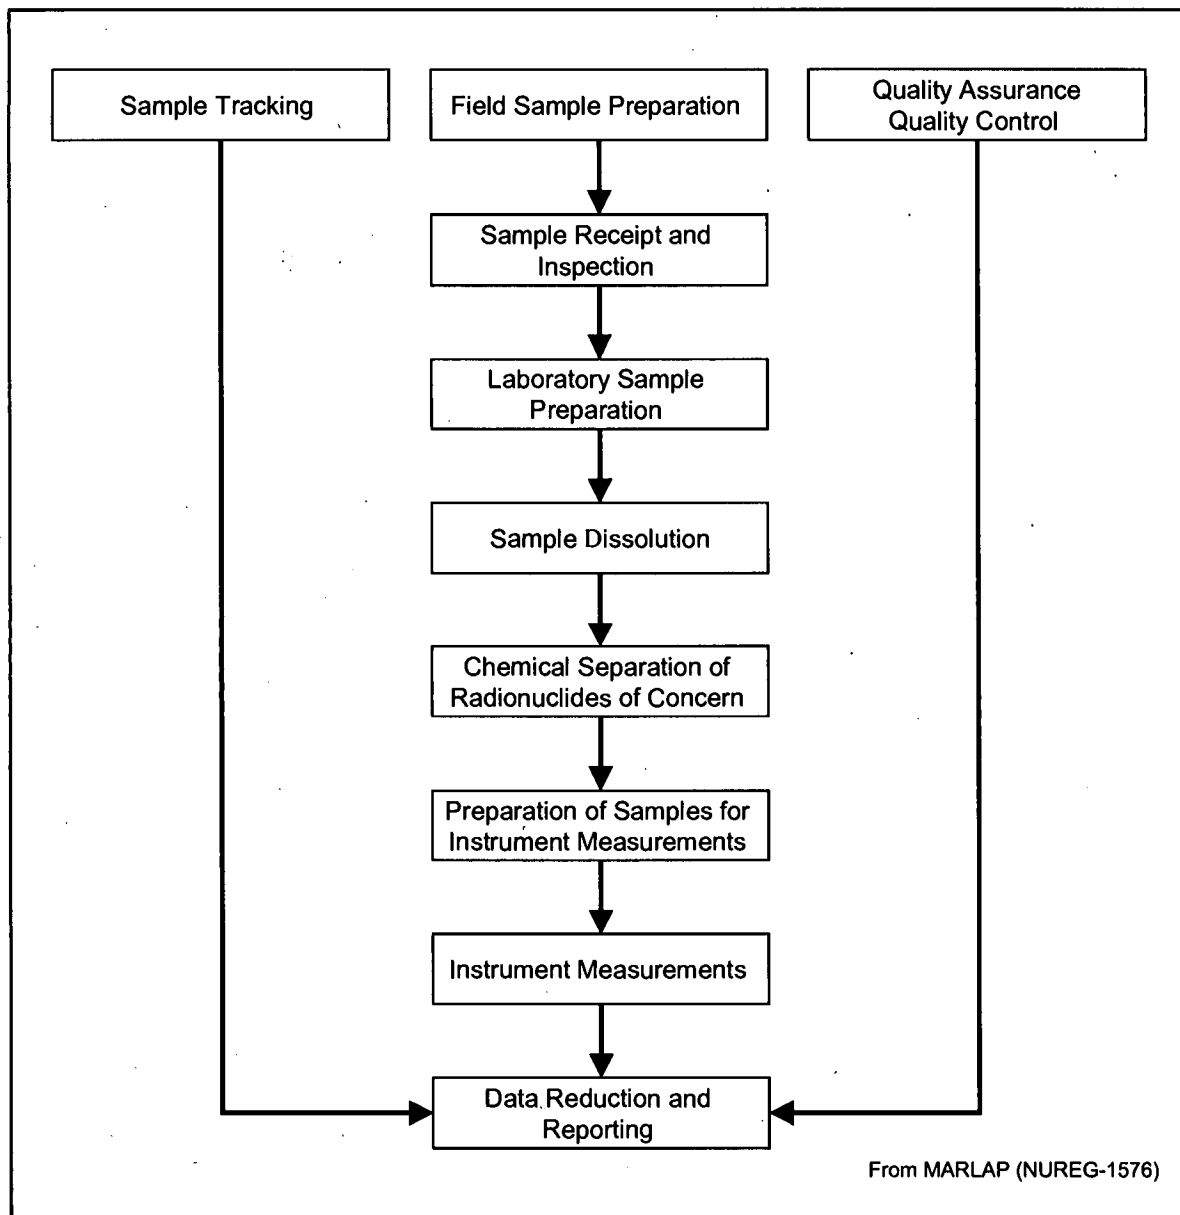 Sample Tracking
Field Sample Preparation
Quality Assurance
Quality Control
Sample Receipt and
Inspection
Laboratory Sample
Preparation
Sample Dissolution
Chemical Separation of
Radionuclides of Concern
Preparation of Samples for
Instrument Measurements
Instrument Measurements
Data Reduction and
Reporting
From MARLAP (NUREG-1576)